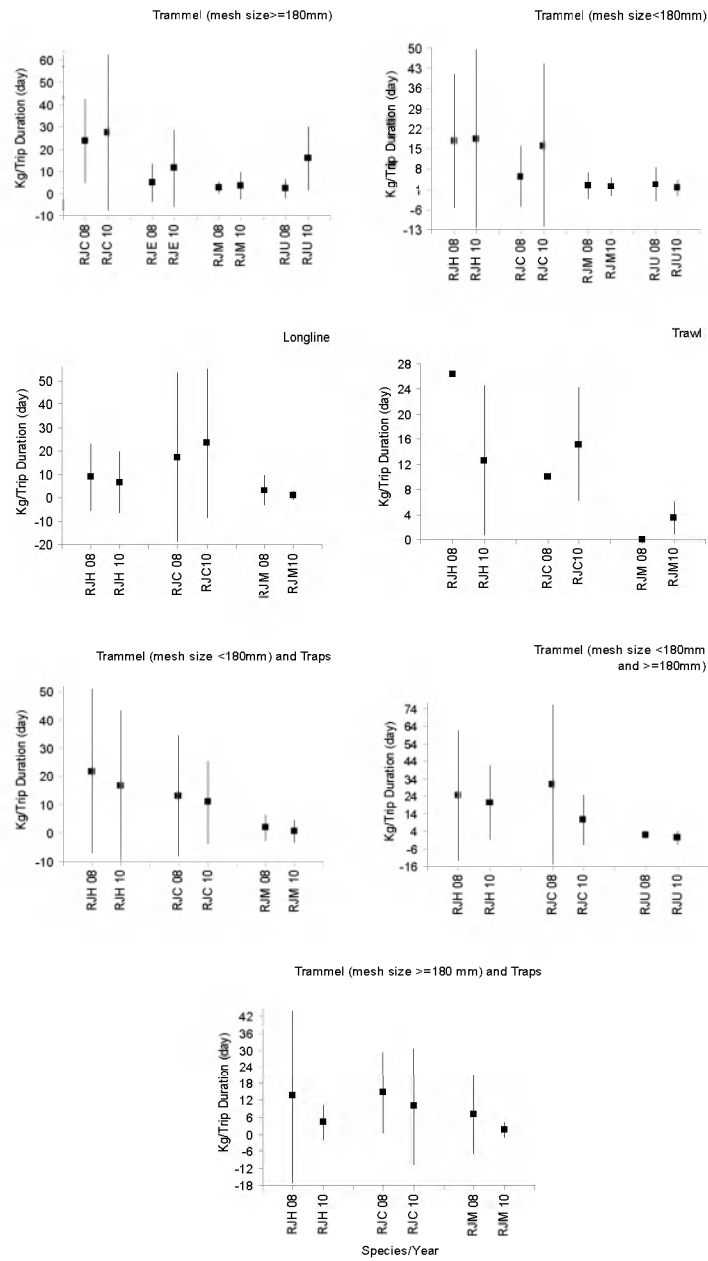 Trammel (mesh size>=180mm)
Kg/Trip Duration (day)
60
50
40
30
20
10
0
-10
RJC 08
RJC 10
RJE 08
RJE 10
RJM 08
RJM 10
RJU 08
RJU 10
Trammel (mesh size<180mm)
Kg/Trip Duration (day)
50
43
36
29
22
15
8
1
-6
-13
RJH 08
RJH 10
RJC 08
RJC 10
RJM 08
RJM10
RJU 08
RJU10
Longline
Kg/Trip Duration (day)
50
40
30
20
10
0
-10
-20
RJH 08
RJH 10
RJC 08
RJC10
RJM 08
RJM10
Trawl
Kg/Trip Duration (day)
28
24
20
16
12
8
4
0
RJH 08
RJH 10
RJC 08
RJC10
RJM 08
RJM10
Trammel (mesh size <180mm) and Traps
Kg/Trip Duration (day)
50
40
30
20
10
0
-10
RJH 08
RJH 10
RJC 08
RJC 10
RJM 08
RJM 10
Trammel (mesh size <180mm
and >=180mm)
Kg/Trip Duration (day)
74
64
54
44
34
24
14
4
-6
-16
RJH 08
RJH 10
RJC 08
RJC 10
RJU 08
RJU 10
Trammel (mesh size >=180 mm) and Traps
Kg/Trip Duration (day)
42
36
30
24
18
12
6
0
-6
-12
-18
RJH 08
RJH 10
RJC 08
RJC 10
RJM 08
RJM 10
Species/Year